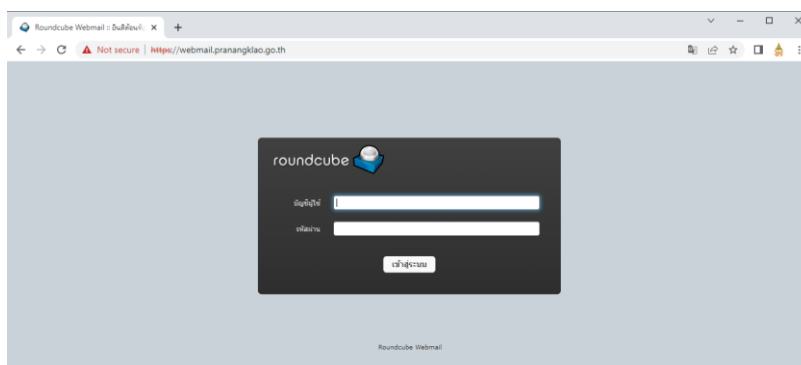 Roundcube Webmail :: ยินดีต้อนรับ
Not secure | https://webmail.pranangklao.go.th
roundcube
บัญชีผู้ใช้
รหัสผ่าน
เข้าสู่ระบบ
Roundcube Webmail